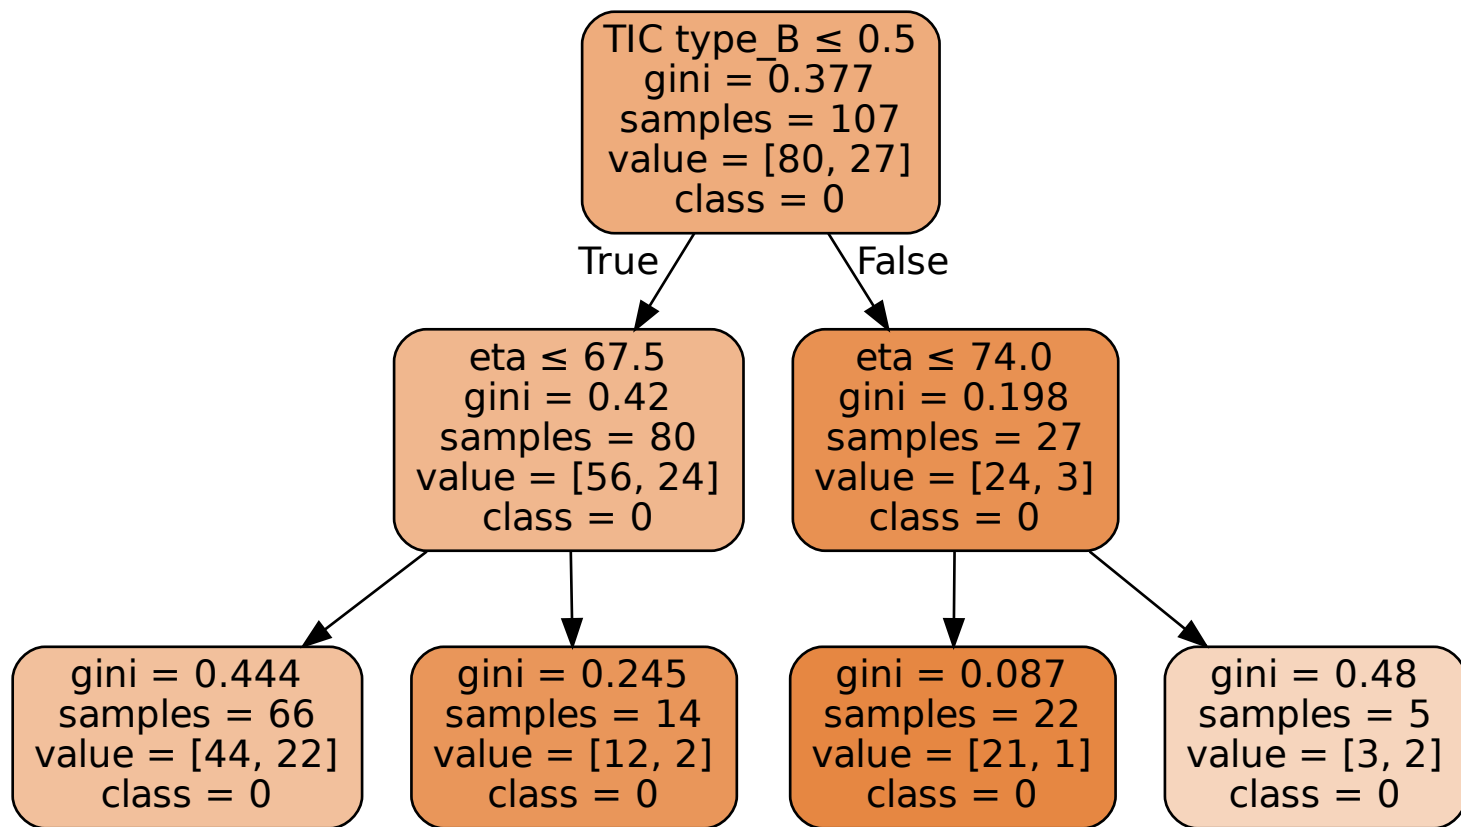 TIC type_B ≤ 0.5
gini = 0.377
samples = 107
value = [80, 27]
class = 0
True
False
eta ≤ 67.5
gini = 0.42
samples = 80
value = [56, 24]
class = 0
eta ≤ 74.0
gini = 0.198
samples = 27
value = [24, 3]
class = 0
gini = 0.444
samples = 66
value = [44, 22]
class = 0
gini = 0.245
samples = 14
value = [12, 2]
class = 0
gini = 0.087
samples = 22
value = [21, 1]
class = 0
gini = 0.48
samples = 5
value = [3, 2]
class = 0